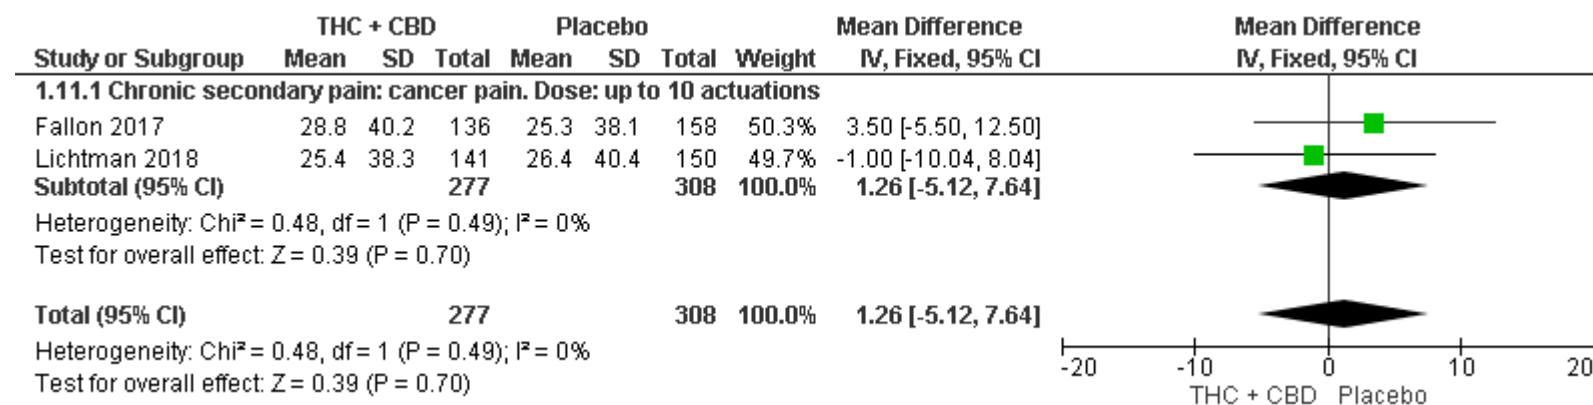 THC + CBD Placebo Mean Difference Mean Difference
Study or Subgroup Mean SD Total Mean SD Total Weight IV, Fixed, 95% CI IV, Fixed, 95% CI
1.11.1 Chronic secondary pain: cancer pain. Dose: up to 10 actuations
Fallon 2017 28.8 40.2 136 25.3 38.1 158 50.3% 3.50 [-5.50, 12.50]
Lichtman 2018 25.4 38.3 141 26.4 40.4 150 49.7% -1.00 [-10.04, 8.04]
Subtotal (95% CI) 277 308 100.0% 1.26 [-5.12, 7.64]
Heterogeneity: Chi² = 0.48, df = 1 (P = 0.49); I² = 0%
Test for overall effect: Z = 0.39 (P = 0.70)
Total (95% CI) 277 308 100.0% 1.26 [-5.12, 7.64]
Heterogeneity: Chi² = 0.48, df = 1 (P = 0.49); I² = 0%
Test for overall effect: Z = 0.39 (P = 0.70)
-20 -10 0 10 20
THC + CBD Placebo